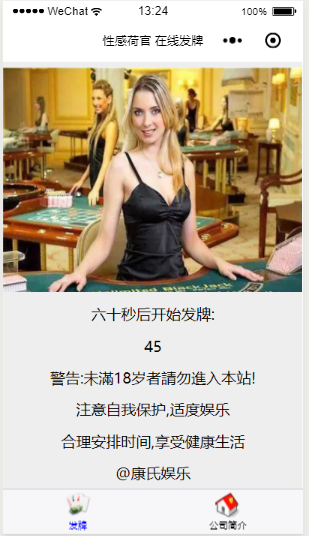 WeChat 13:24 100%
性感荷官 在线发牌
Unlimited Blackjack
六十秒后开始发牌:
45
警告:未滿18岁者請勿進入本站!
注意自我保护,适度娱乐
合理安排时间,享受健康生活
@康氏娱乐
发牌 公司简介